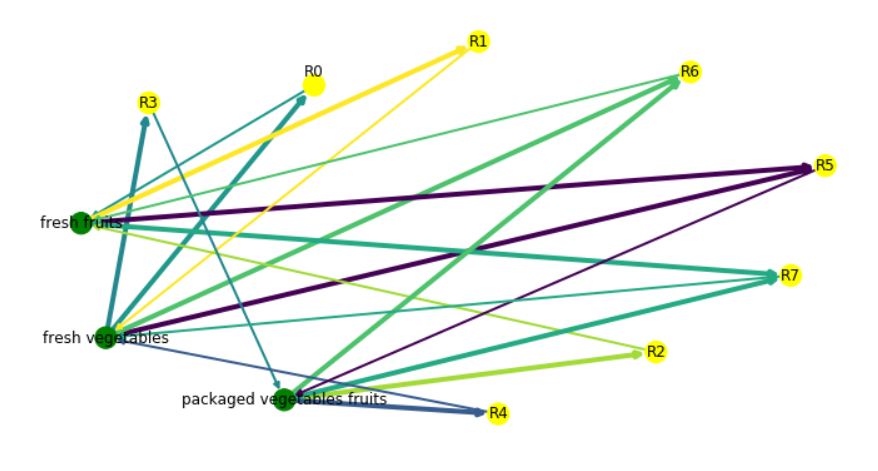 R1
R0
R6
R3
R5
fresh fruits
R7
fresh vegetables
R2
packaged vegetables fruits
R4